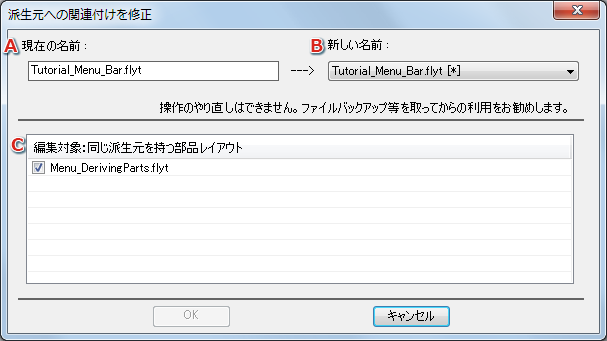 派生元への関連付けを修正
A 現在の名前： B 新しい名前：
Tutorial_Menu_Bar.flyt ---> Tutorial_Menu_Bar.flyt [*]
操作のやり直しはできません。ファイルバックアップ等を取ってからの利用をお勧めします。
C 編集対象：同じ派生元を持つ部品レイアウト
Menu_DerivingParts.flyt
OK キャンセル